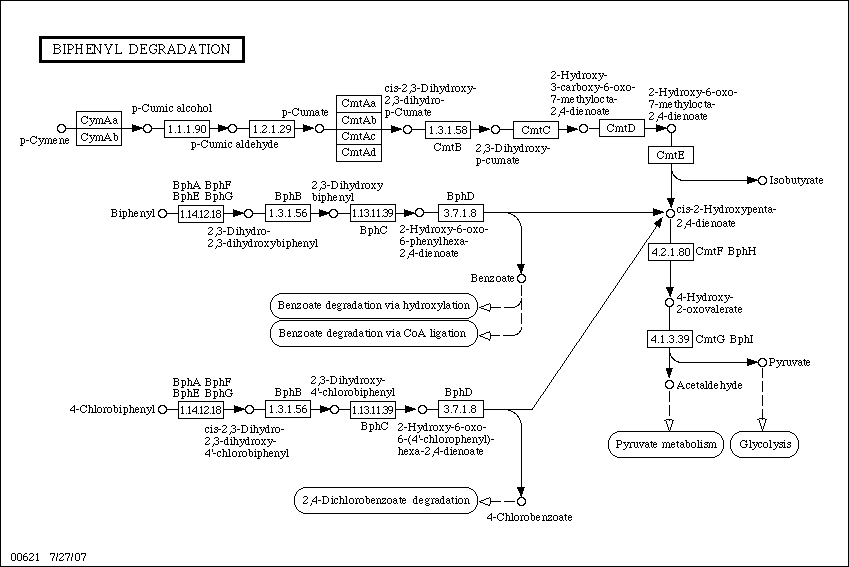 BIPHENYL DEGRADATION
p-Cymene
CymAa
CymAb
p-Cumic alcohol
1.1.1.90
p-Cumic aldehyde
1.2.1.29
p-Cumate
CmtAa
CmtAb
CmtAc
CmtAd
cis-2,3-Dihydroxy-
2,3-dihydro-
p-Cumate
1.3.1.58
CmtB
2,3-Dihydroxy-
p-cumate
CmtC
2-Hydroxy-
3-carboxy-6-oxo-
7-methylocta-
2,4-dienoate
CmtD
2-Hydroxy-6-oxo-
7-methylocta-
2,4-dienoate
CmtE
Isobutyrate
Biphenyl
BphA BphF
BphE BphG
1.14.12.18
2,3-Dihydro-
2,3-dihydroxybiphenyl
BphB
1.3.1.56
2,3-Dihydroxy
biphenyl
1.13.11.39
BphC
2-Hydroxy-6-oxo-
6-phenylhexa-
2,4-dienoate
BphD
3.7.1.8
cis-2-Hydroxypenta-
2,4-dienoate
4.2.1.80
CmtF BphH
Benzoate
Benzoate degradation via hydroxylation
Benzoate degradation via CoA ligation
4-Hydroxy-
2-oxovalerate
4.1.3.39
CmtG BphI
Pyruvate
Acetaldehyde
Pyruvate metabolism
Glycolysis
4-Chlorobiphenyl
BphA BphF
BphE BphG
1.14.12.18
cis-2,3-Dihydro-
2,3-dihydroxy-
4'-chlorobiphenyl
BphB
1.3.1.56
2,3-Dihydroxy-
4'-chlorobiphenyl
1.13.11.39
BphC
2-Hydroxy-6-oxo-
6-(4'-chlorophenyl)-
hexa-2,4-dienoate
BphD
3.7.1.8
2,4-Dichlorobenzoate degradation
4-Chlorobenzoate
00621 7/27/07